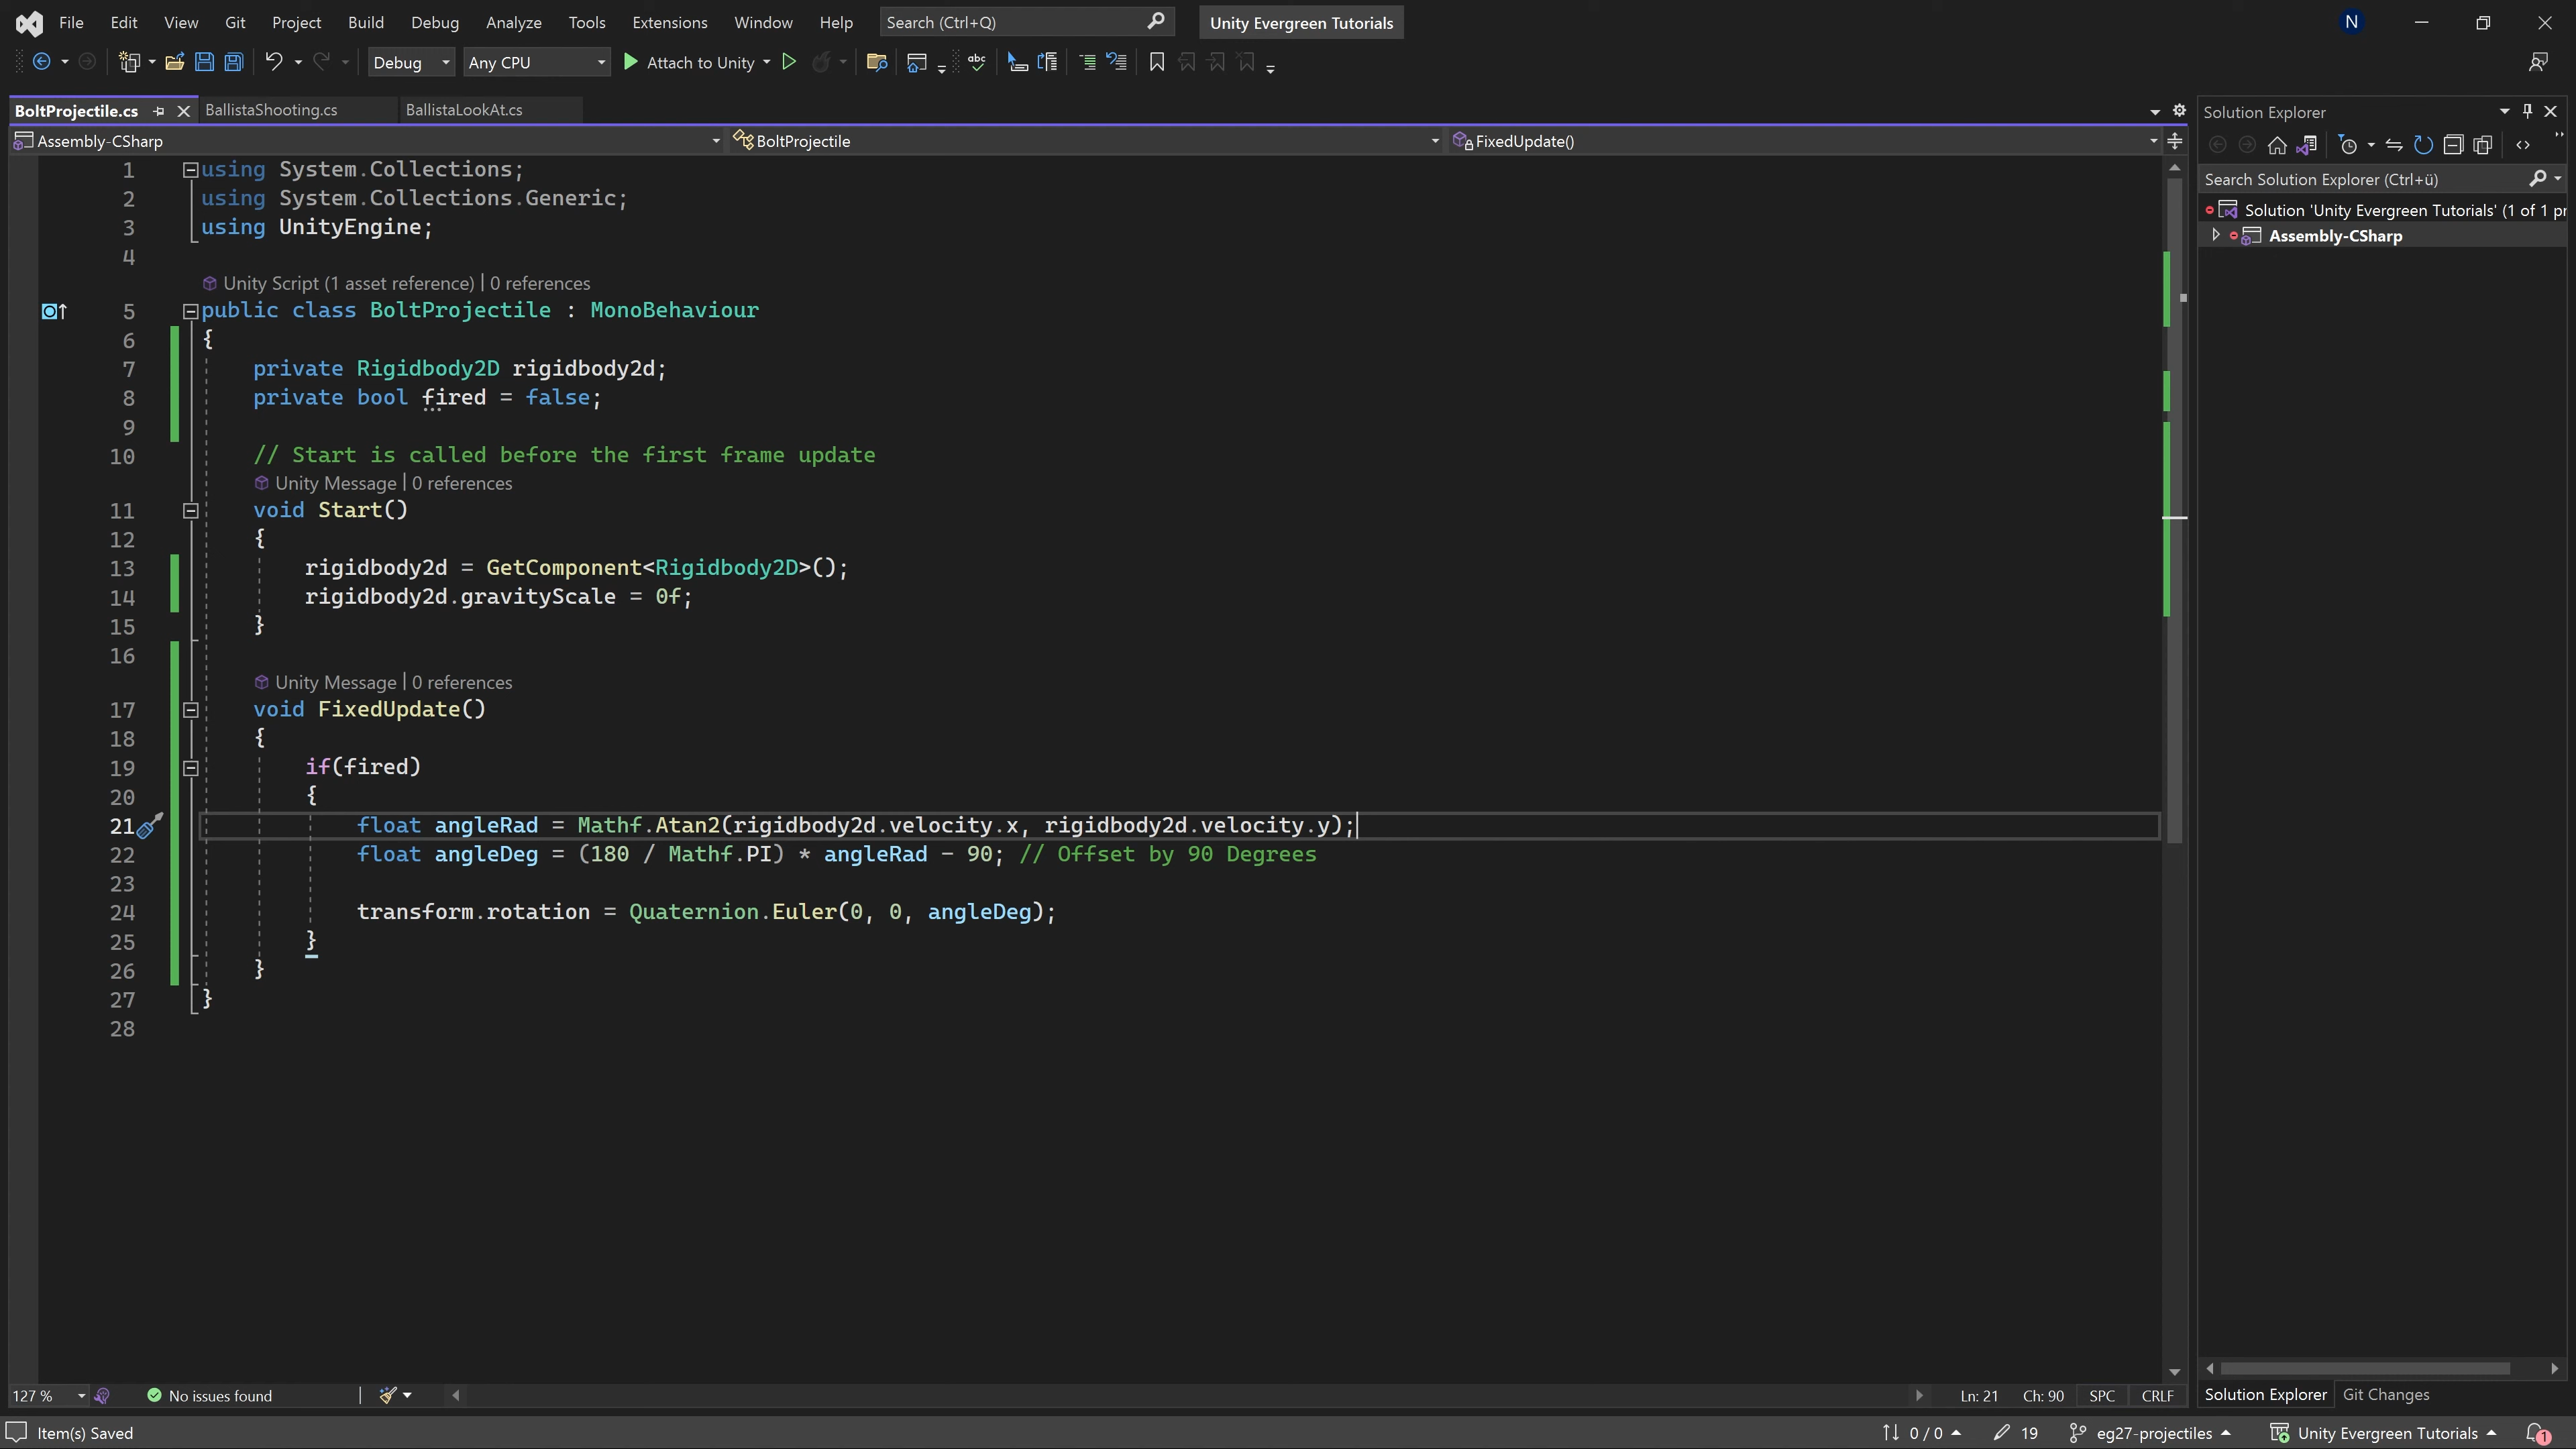 File Edit View Git Project Build Debug Analyze Tools Extensions Window Help Search (Ctrl+Q) Unity Evergreen Tutorials N
Debug Any CPU Attach to Unity abc
BoltProjectile.cs BallistaShooting.cs BallistaLookAt.cs
Assembly-CSharp BoltProjectile FixedUpdate()
1 using System.Collections;
2 using System.Collections.Generic;
3 using UnityEngine;
4
Unity Script (1 asset reference) | 0 references
5 public class BoltProjectile : MonoBehaviour
6 {
7 private Rigidbody2D rigidbody2d;
8 private bool fired = false;
9
10 // Start is called before the first frame update
Unity Message | 0 references
11 void Start()
12 {
13 rigidbody2d = GetComponent<Rigidbody2D>();
14 rigidbody2d.gravityScale = 0f;
15 }
16
Unity Message | 0 references
17 void FixedUpdate()
18 {
19 if(fired)
20 {
21 float angleRad = Mathf.Atan2(rigidbody2d.velocity.x, rigidbody2d.velocity.y);
22 float angleDeg = (180 / Mathf.PI) * angleRad - 90; // Offset by 90 Degrees
23
24 transform.rotation = Quaternion.Euler(0, 0, angleDeg);
25 }
26 }
27 }
28
127 % No issues found Ln: 21 Ch: 90 SPC CRLF
Solution Explorer
Search Solution Explorer (Ctrl+ü)
Solution 'Unity Evergreen Tutorials' (1 of 1 pr
Assembly-CSharp
Solution Explorer Git Changes
Item(s) Saved 0 / 0 19 eg27-projectiles Unity Evergreen Tutorials 1